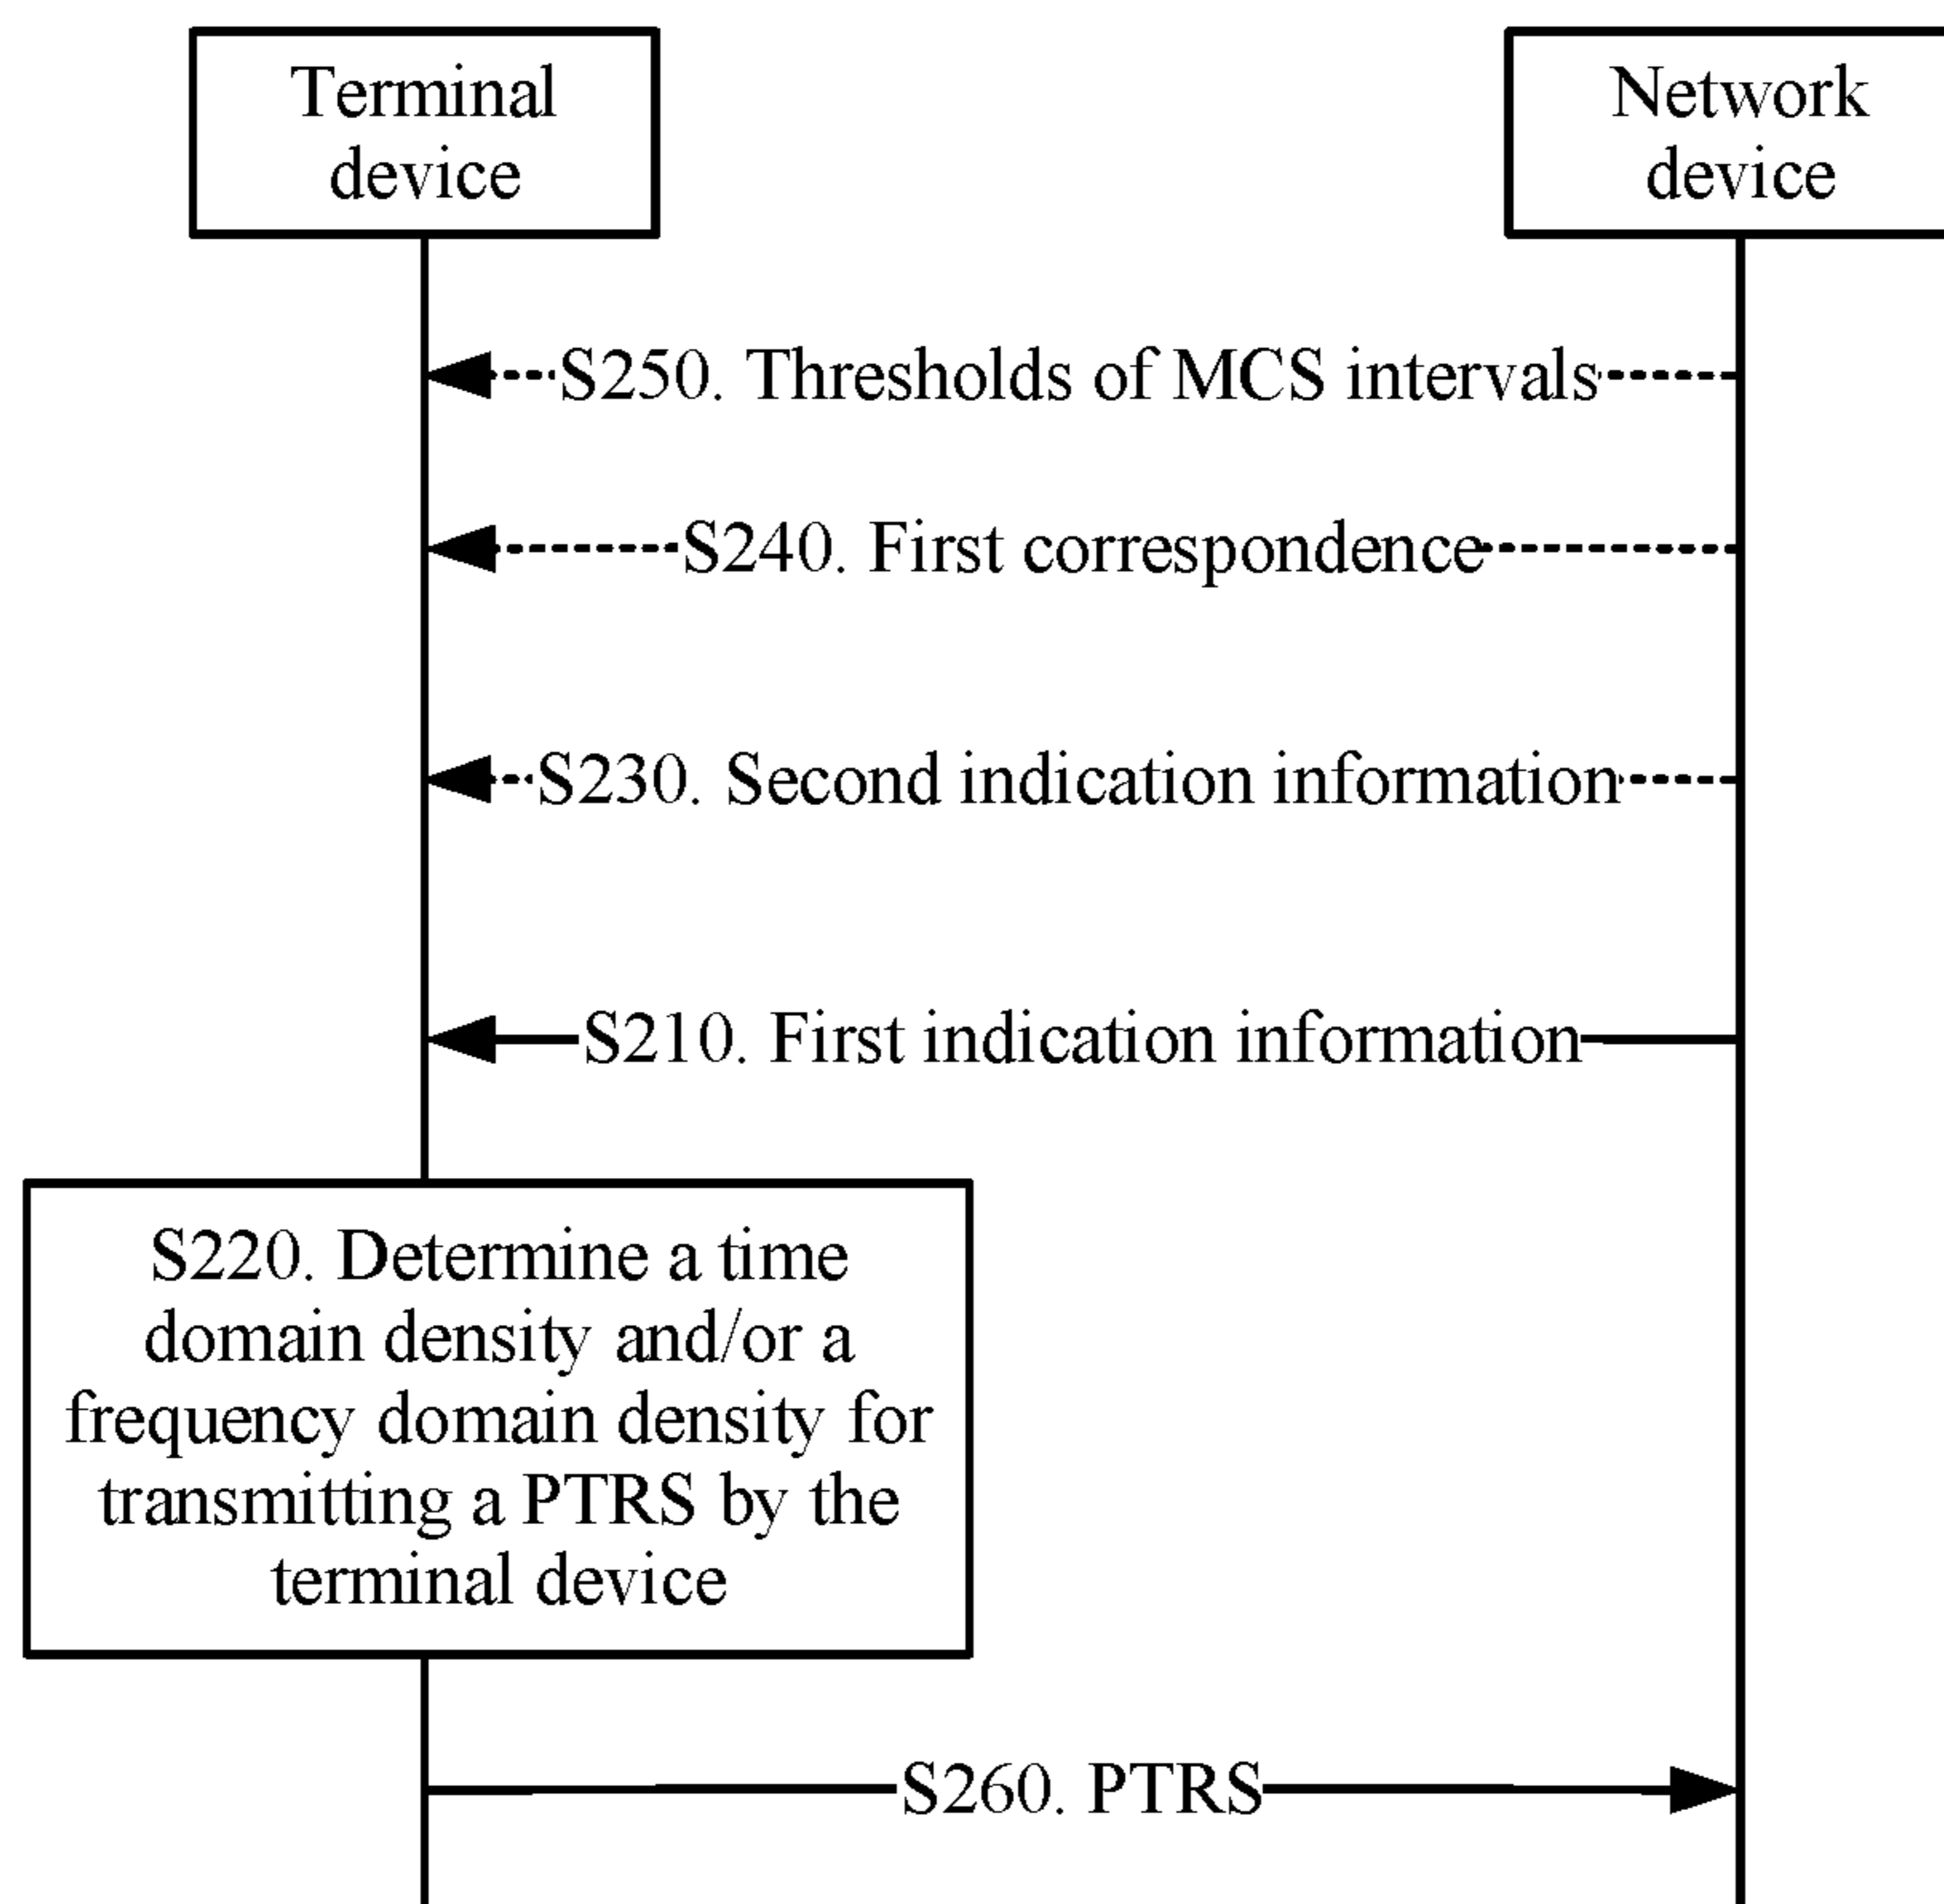 Terminal
device
Network
device
S250. Thresholds of MCS intervals
S240. First correspondence
S230. Second indication information
S210. First indication information
S220. Determine a time
domain density and/or a
frequency domain density for
transmitting a PTRS by the
terminal device
S260. PTRS